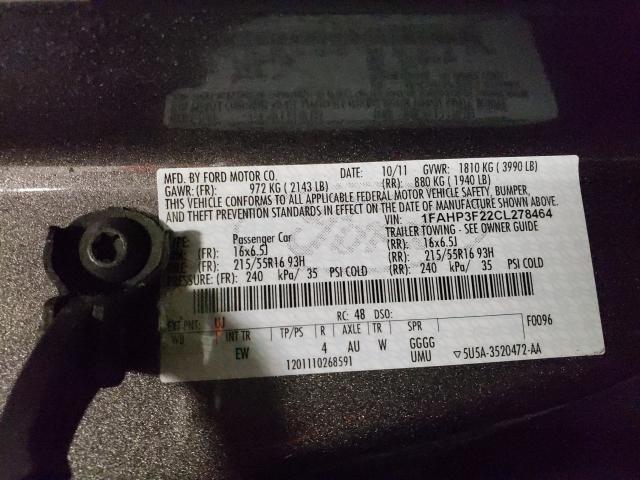 MFD. BY FORD MOTOR CO. DATE: 10/11 GVWR: 1810 KG ( 3990 LB)
GAWR: (FR): 972 KG ( 2143 LB) (RR): 880 KG ( 1940 LB)
THIS VEHICLE CONFORMS TO ALL APPLICABLE FEDERAL MOTOR VEHICLE SAFETY, BUMPER,
AND THEFT PREVENTION STANDARDS IN EFFECT ON THE DATE OF MANUFACTURE SHOWN ABOVE.
VIN: 1FAHP3F22CL278464
TYPE: Passenger Car TRAILER TOWING - SEE OWNER GUIDE
(FR): 16x6.5J (RR): 16x6.5J
(FR): 215/55R16 93H (RR): 215/55R16 93H
PRESSURE: (FR): 240 kPa/ 35 PSI COLD (RR): 240 kPa/ 35 PSI COLD
EXT PNT: UJ RC: 48 DSO: F0096
WB INT TR TP/PS R AXLE TR SPR
EW 4 AU W GGGG
1201110268591 UMU ▽5U5A-3520472-AA